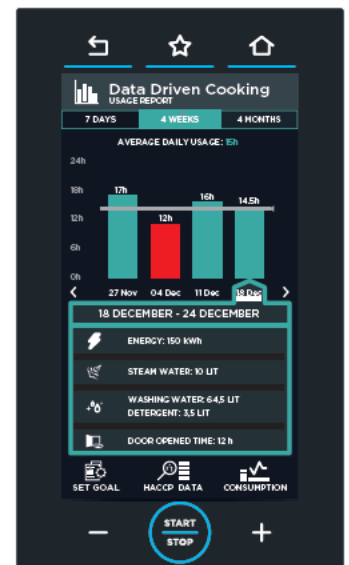 Data Driven Cooking
USAGE REPORT
7 DAYS 4 WEEKS 4 MONTHS
AVERAGE DAILY USAGE: 15h
24h
18h
12h
6h
0h
17h
12h
16h
14.5h
27 Nov 04 Dec 11 Dec 18 Dec
18 DECEMBER - 24 DECEMBER
ENERGY: 150 kWh
STEAM WATER: 10 LIT
WASHING WATER: 64,5 LIT
DETERGENT: 3,5 LIT
DOOR OPENED TIME: 12 h
SET GOAL HACCP DATA CONSUMPTION
START
STOP